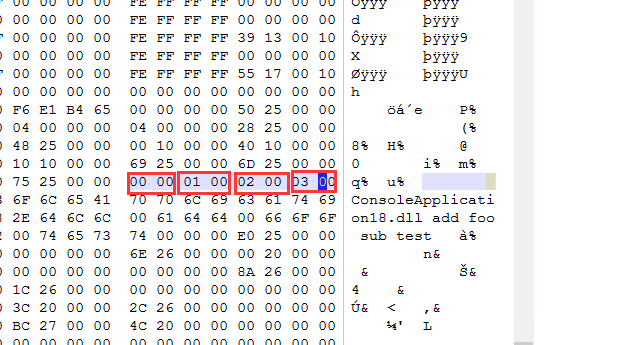 00 00 00 00 FE FF FF FF 00 00 00 00 Ôÿÿÿ þÿÿÿ
00 00 00 00 FE FF FF FF 00 00 00 00 d þÿÿÿ
00 00 00 00 FE FF FF FF 39 13 00 10 Ôÿÿÿ þÿÿÿ9
00 00 00 00 FE FF FF FF 00 00 00 00 X þÿÿÿ
00 00 00 00 FE FF FF FF 55 17 00 10 Øÿÿÿ þÿÿÿU
00 00 00 00 00 00 00 00 00 00 00 00 h
F6 E1 B4 65 00 00 00 00 50 25 00 00 öá´e P%
04 00 00 00 04 00 00 00 28 25 00 00 (%
48 25 00 00 00 10 00 00 40 10 00 00 8% H% @
10 10 00 00 69 25 00 00 6D 25 00 00 0 i% m%
75 25 00 00 00 00 01 00 02 00 03 00 q% u%
6F 6C 65 41 70 70 6C 69 63 61 74 69 ConsoleApplicati
2E 64 6C 6C 00 61 64 64 00 66 6F 6F on18.dll add foo
00 74 65 73 74 00 00 00 E0 25 00 00 sub test à%
00 00 00 00 6E 26 00 00 00 20 00 00 n&
00 00 00 00 00 00 00 00 8A 26 00 00 & Š&
1C 26 00 00 00 00 00 00 00 00 00 00 4 &
3C 20 00 00 2C 26 00 00 00 00 00 00 Ú& < ,&
BC 27 00 00 4C 20 00 00 00 00 00 00 ¼' L
00 00 00 00 00 00 00 00 00 00 00 00